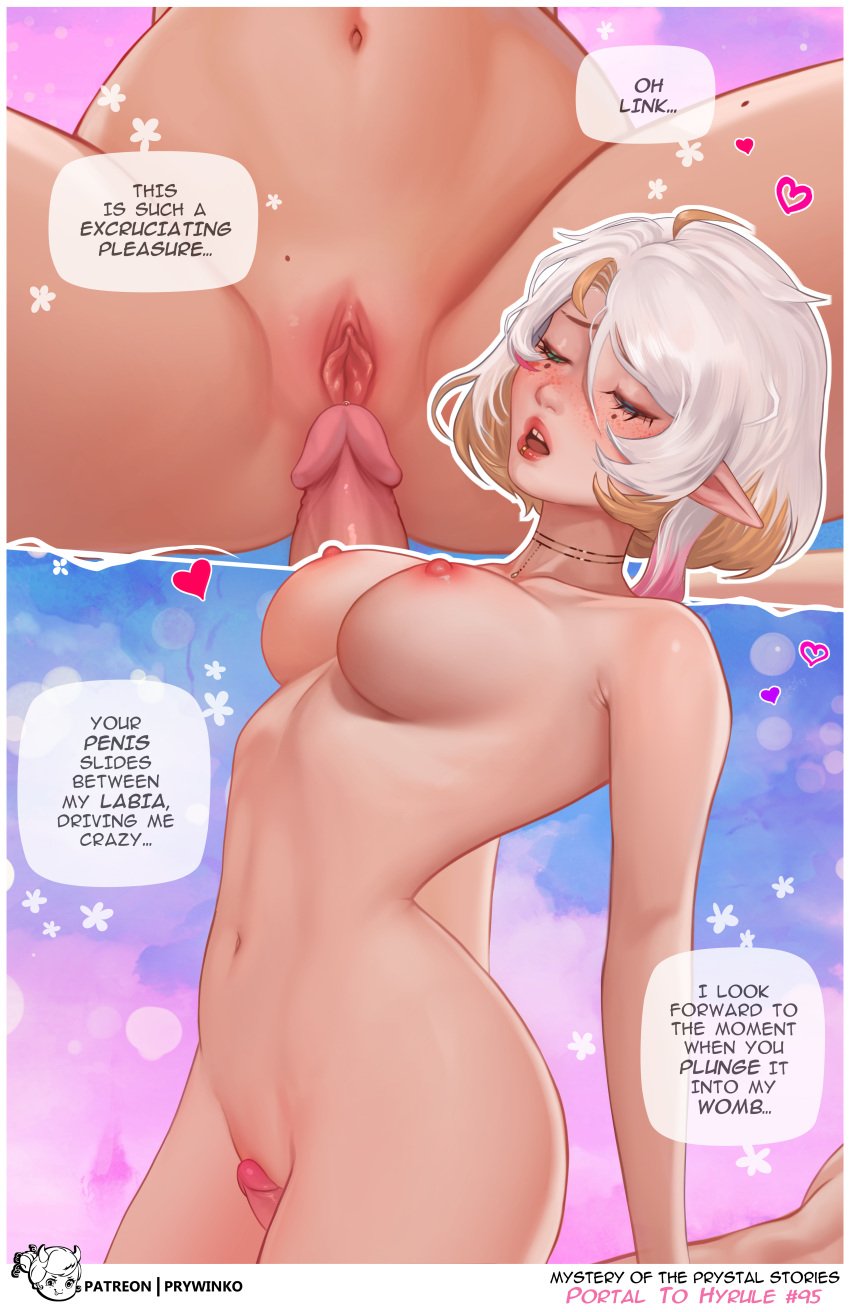 OH
LINK...
THIS
IS SUCH A
EXCRUCIATING
PLEASURE...
YOUR
PENIS
SLIDES
BETWEEN
MY LABIA,
DRIVING ME
CRAZY...
I LOOK
FORWARD TO
THE MOMENT
WHEN YOU
PLUNGE IT
INTO MY
WOMB...
PATREON | PRYWINKO
MYSTERY OF THE PRYSTAL STORIES
PORTAL TO HYRULE #95